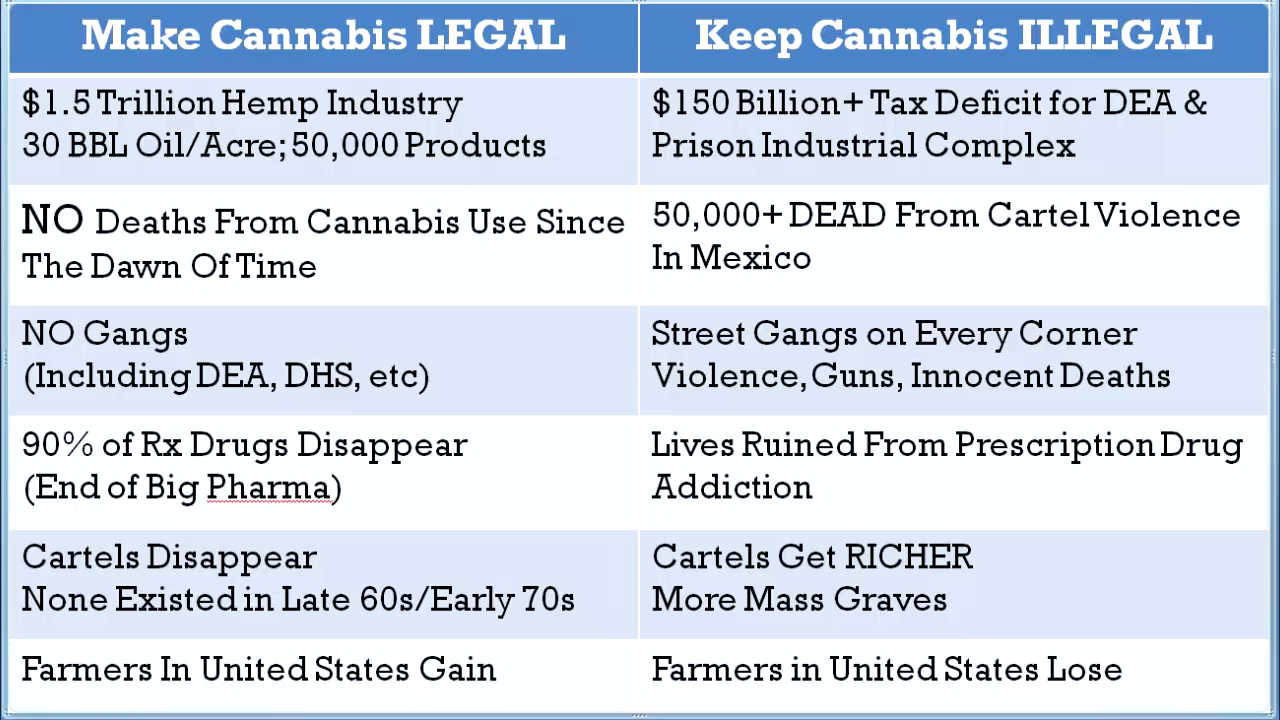 Make Cannabis LEGAL
Keep Cannabis ILLEGAL
$1.5 Trillion Hemp Industry
30 BBL Oil/Acre; 50,000 Products
$150 Billion+ Tax Deficit for DEA &
Prison Industrial Complex
NO Deaths From Cannabis Use Since
The Dawn Of Time
50,000+ DEAD From Cartel Violence
In Mexico
NO Gangs
(Including DEA, DHS, etc)
Street Gangs on Every Corner
Violence, Guns, Innocent Deaths
90% of Rx Drugs Disappear
(End of Big Pharma)
Lives Ruined From Prescription Drug
Addiction
Cartels Disappear
None Existed in Late 60s/Early 70s
Cartels Get RICHER
More Mass Graves
Farmers In United States Gain
Farmers in United States Lose